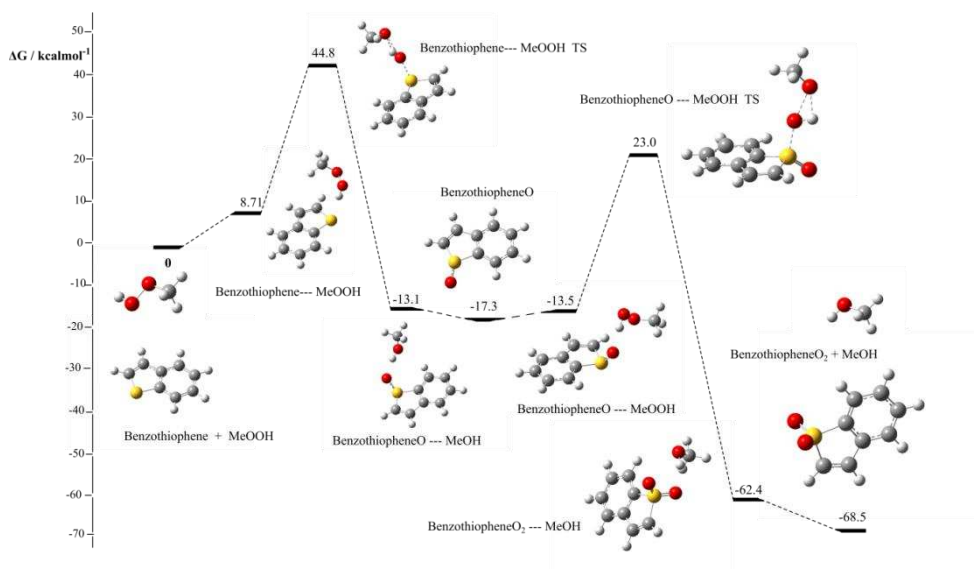 ΔG / kcalmol-1
50
40
30
20
10
0
-10
-20
-30
-40
-50
-60
-70
0
Benzothiophene + MeOOH
8.71
Benzothiophene--- MeOOH
44.8
Benzothiophene--- MeOOH TS
-13.1
BenzothiopheneO --- MeOH
-17.3
BenzothiopheneO
-13.5
BenzothiopheneO --- MeOOH
23.0
BenzothiopheneO --- MeOOH TS
-62.4
BenzothiopheneO2 --- MeOH
-68.5
BenzothiopheneO2 + MeOH